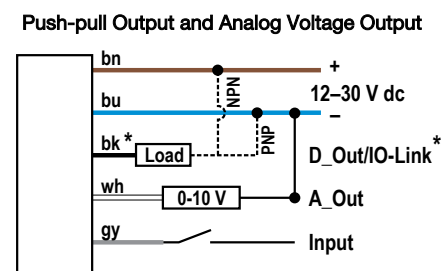 Push-pull Output and Analog Voltage Output
bn
+
NPN
12–30 V dc
bu
–
bk*
Load
PNP
D_Out/IO-Link*
wh
0-10 V
A_Out
gy
Input